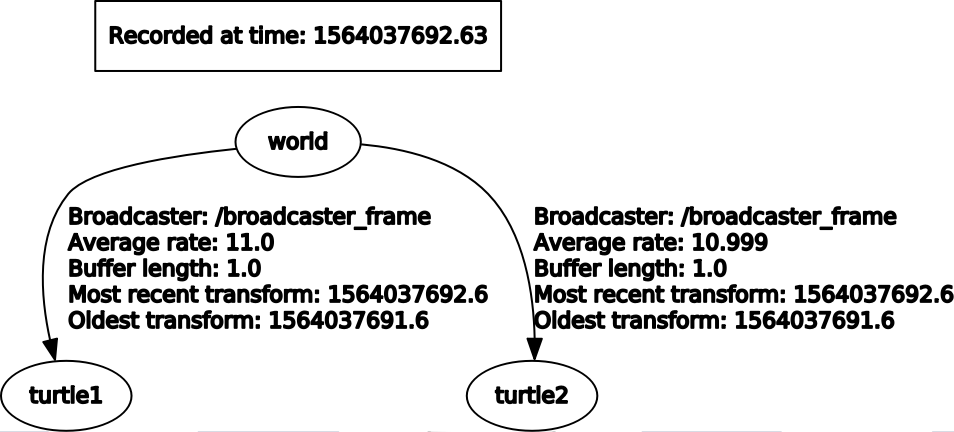 Recorded at time: 1564037692.63
world
Broadcaster: /broadcaster_frame
Average rate: 11.0
Buffer length: 1.0
Most recent transform: 1564037692.6
Oldest transform: 1564037691.6
Broadcaster: /broadcaster_frame
Average rate: 10.999
Buffer length: 1.0
Most recent transform: 1564037692.6
Oldest transform: 1564037691.6
turtle1
turtle2